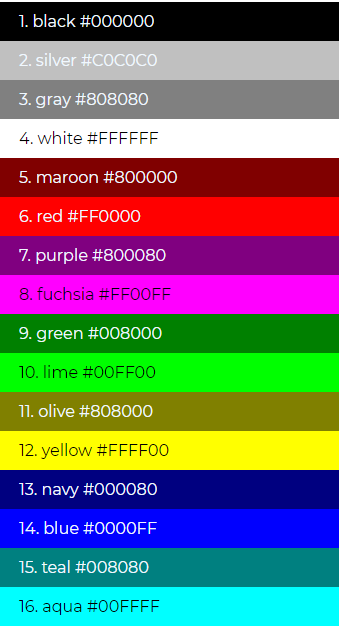 1. black #000000
2. silver #C0C0C0
3. gray #808080
4. white #FFFFFF
5. maroon #800000
6. red #FF0000
7. purple #800080
8. fuchsia #FF00FF
9. green #008000
10. lime #00FF00
11. olive #808000
12. yellow #FFFF00
13. navy #000080
14. blue #0000FF
15. teal #008080
16. aqua #00FFFF